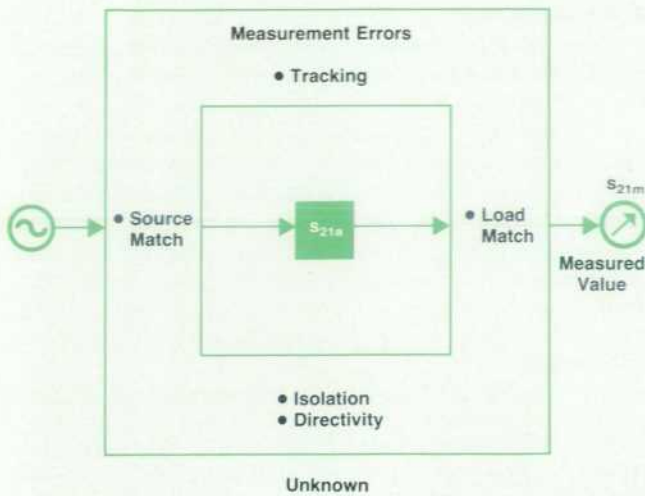 Measurement Errors
● Tracking
● Source Match
S21a
● Load Match
S21m
Measured Value
● Isolation
● Directivity
Unknown